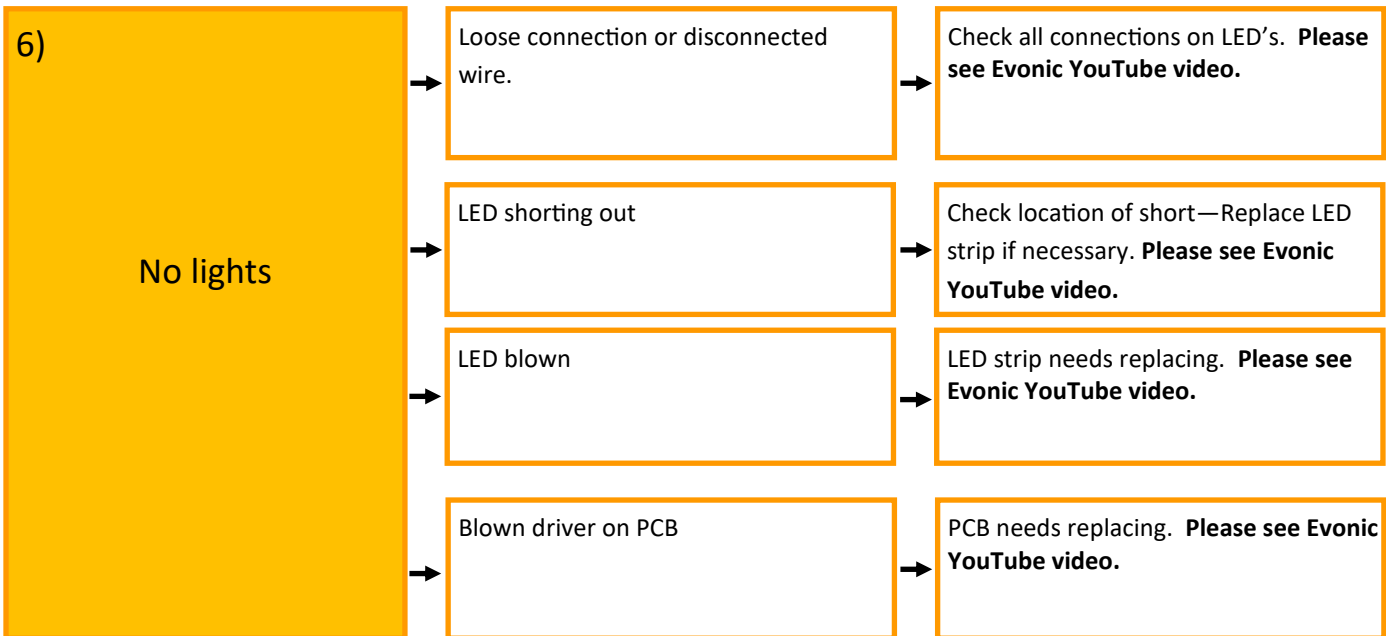 6)
No lights
Loose connection or disconnected
wire.
Check all connections on LED’s.  Please
see Evonic YouTube video.
LED shorting out
Check location of short—Replace LED
strip if necessary. Please see Evonic
YouTube video.
LED blown
LED strip needs replacing.  Please see
Evonic YouTube video.
Blown driver on PCB
PCB needs replacing.  Please see Evonic
YouTube video.